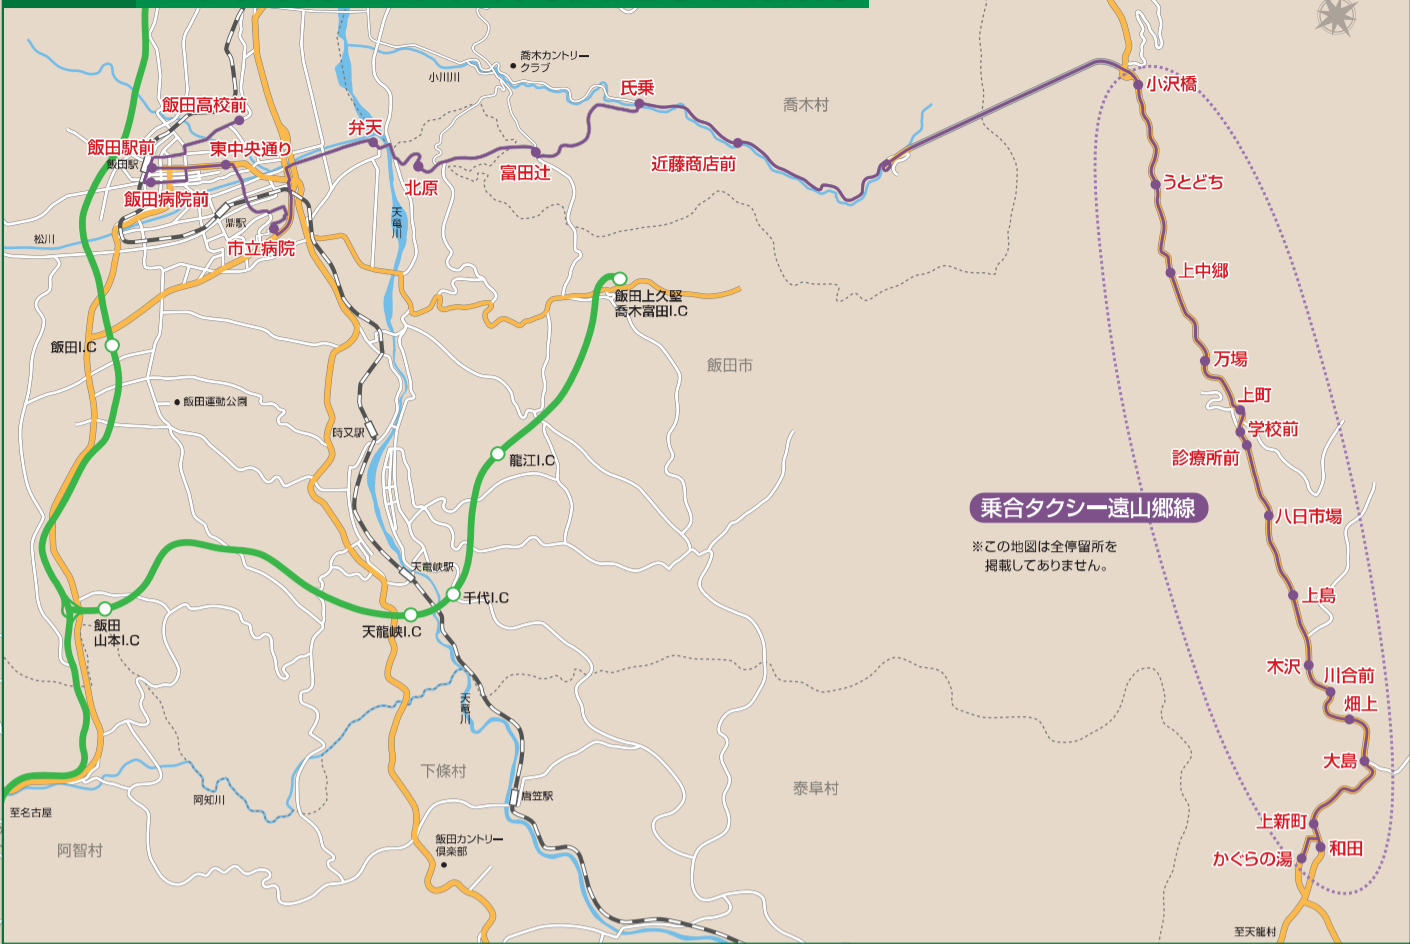 喬木カントリー
クラブ
小川川
氏乗
喬木村
小沢橋
飯田高校前
弁天
飯田駅前
飯田駅
東中央通り
近藤商店前
富田辻
北原
うとどち
飯田病院前
鼎駅
天竜川
松川
市立病院
上中郷
飯田上久堅
喬木富田I.C
飯田I.C
飯田市
万場
上町
飯田運動公園
学校前
時又駅
診療所前
龍江I.C
乗合タクシー遠山郷線
八日市場
※この地図は全停留所を
掲載してありません。
天竜峡駅
千代I.C
上島
飯田
山本I.C
天龍峡I.C
木沢
川合前
天竜川
畑上
大島
下條村
泰阜村
唐笠駅
阿知川
至名古屋
上新町
飯田カントリー
倶楽部
和田
阿智村
かぐらの湯
至天龍村